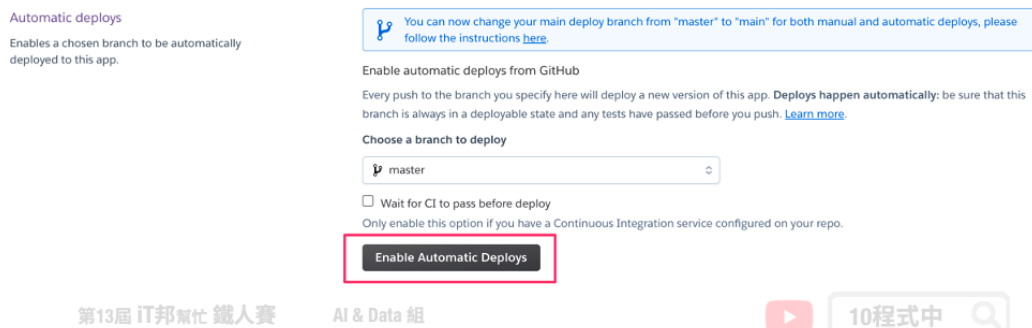 Automatic deploys
Enables a chosen branch to be automatically
deployed to this app.
You can now change your main deploy branch from "master" to "main" for both manual and automatic deploys, please
follow the instructions here.
Enable automatic deploys from GitHub
Every push to the branch you specify here will deploy a new version of this app. Deploys happen automatically: be sure that this
branch is always in a deployable state and any tests have passed before you push. Learn more.
Choose a branch to deploy
master
Wait for CI to pass before deploy
Only enable this option if you have a Continuous Integration service configured on your repo.
Enable Automatic Deploys
第13屆 iT邦幫忙 鐵人賽 AI & Data 組
10程式中